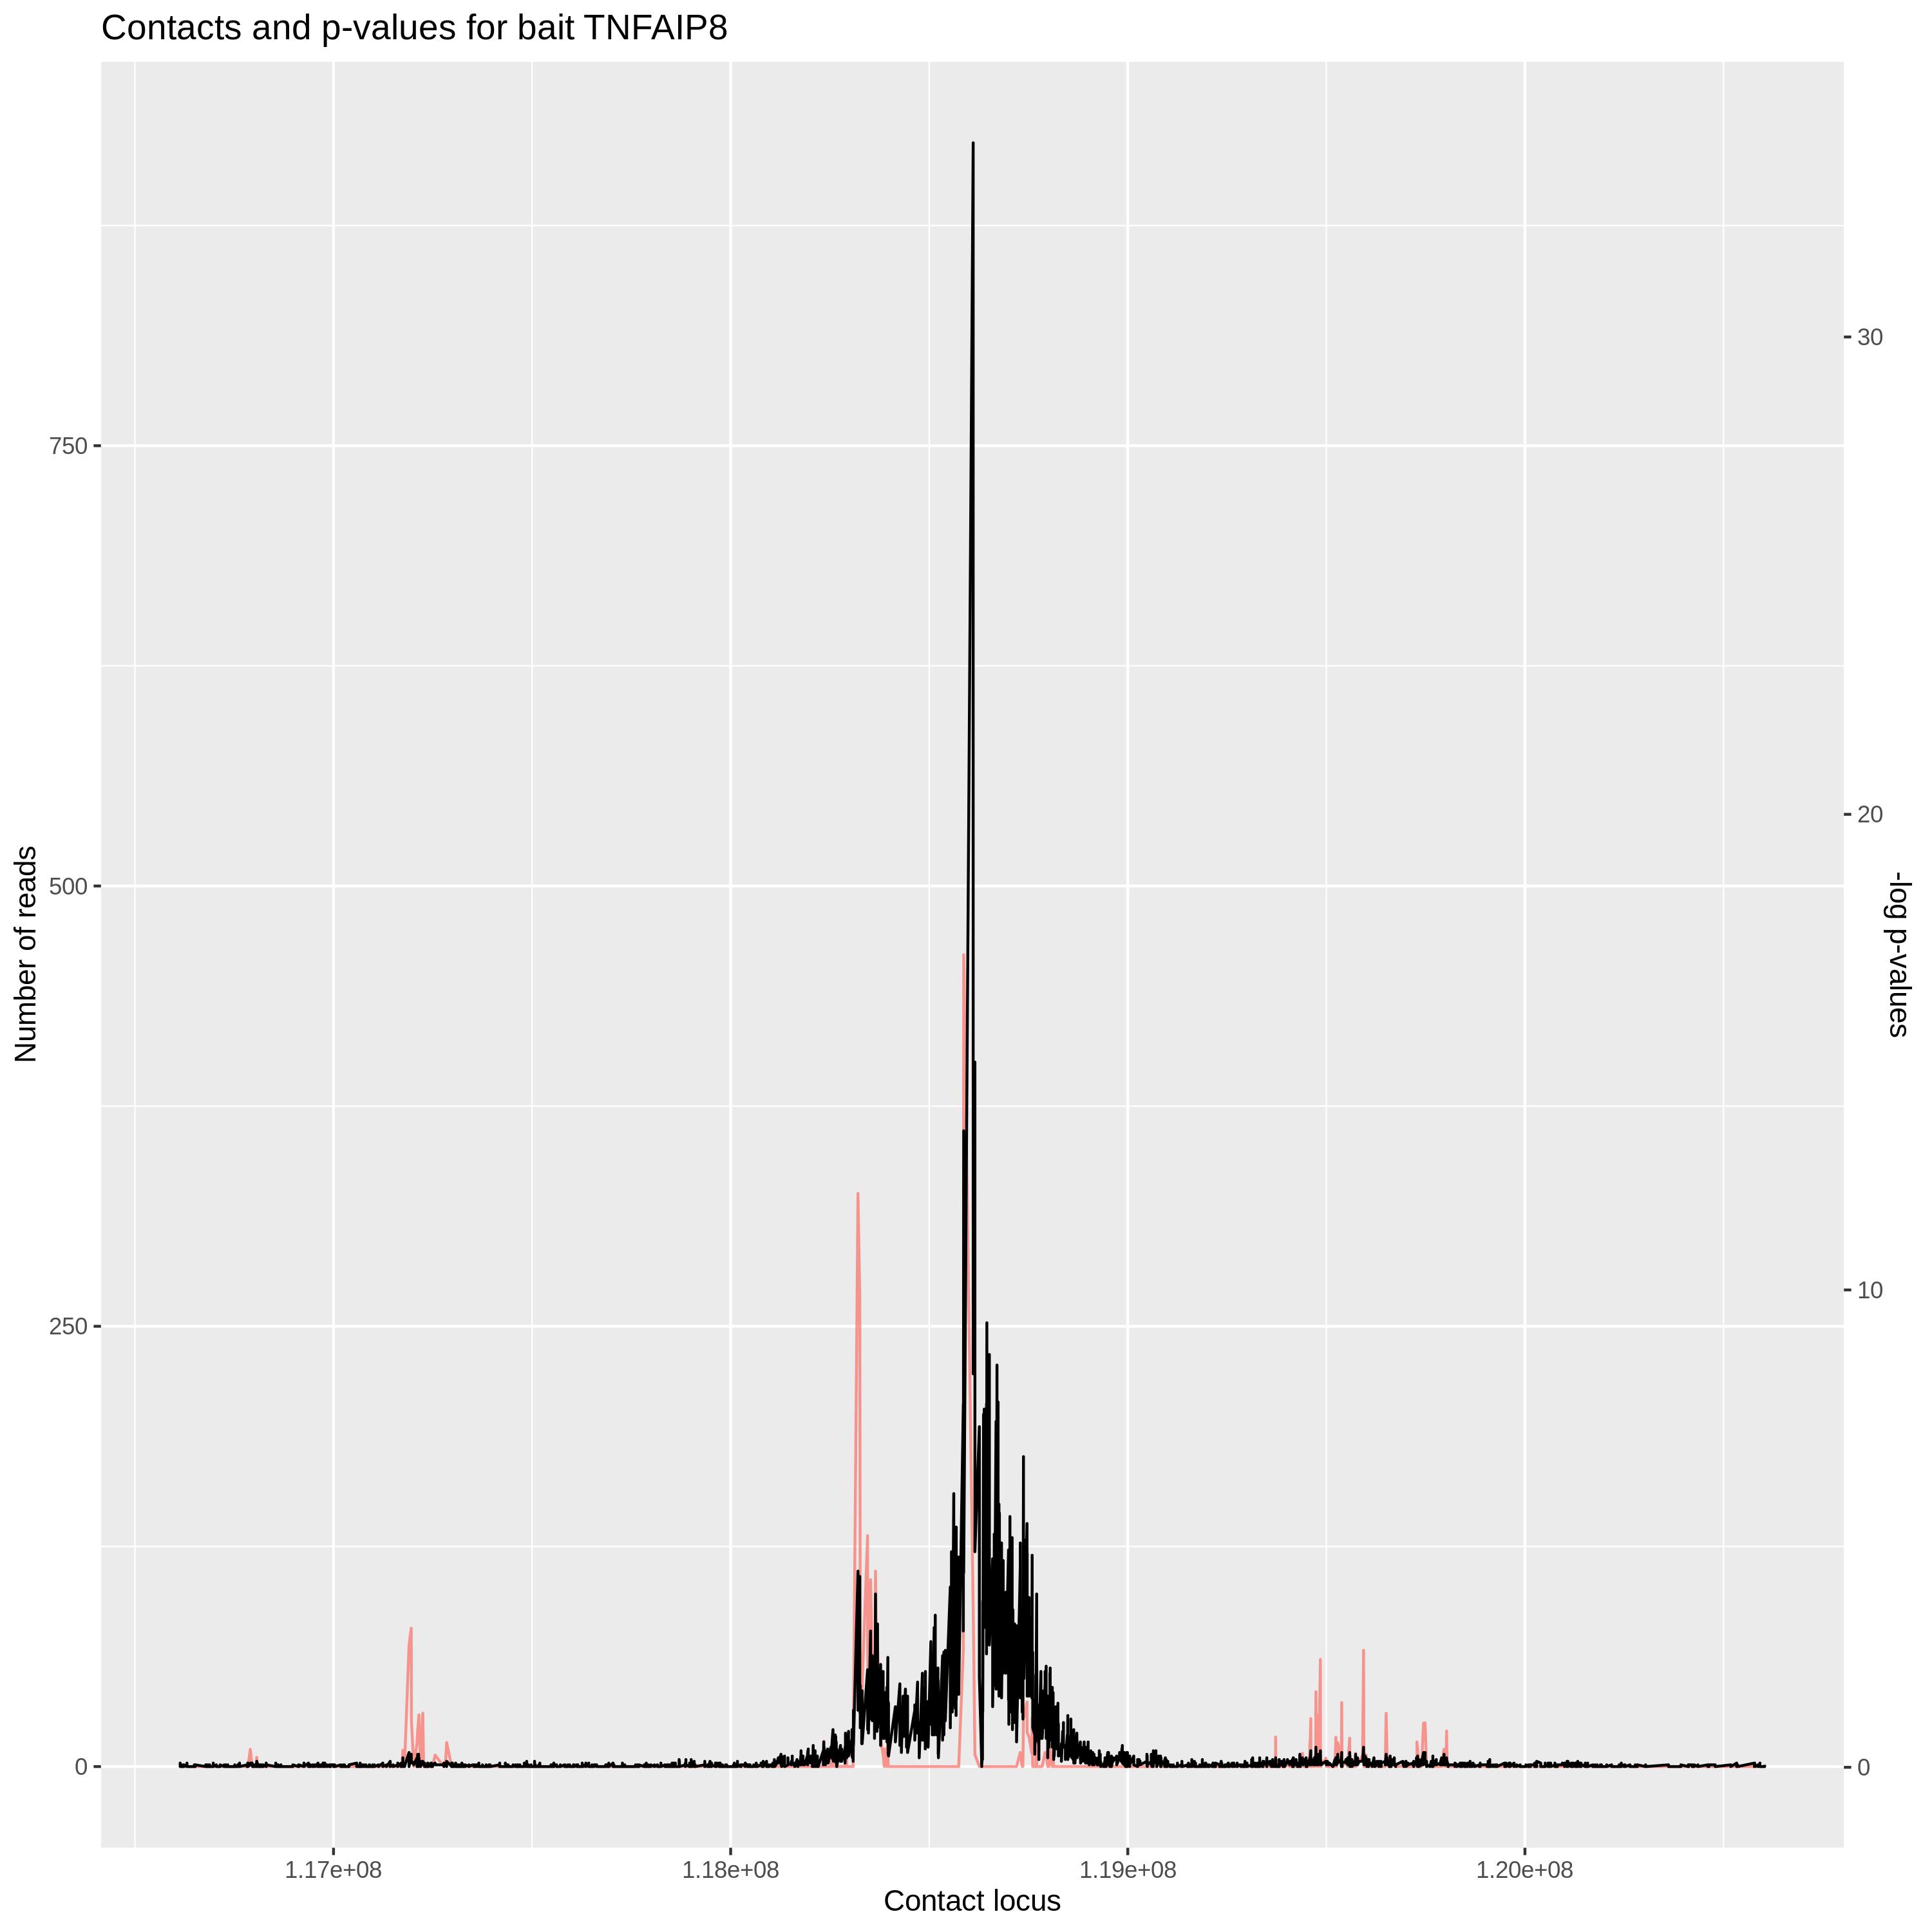 Contacts and p-values for bait TNFAIP8
Number of reads
750
500
250
0
30
20
10
0
-log p-values
1.17e+08
1.18e+08
1.19e+08
1.20e+08
Contact locus